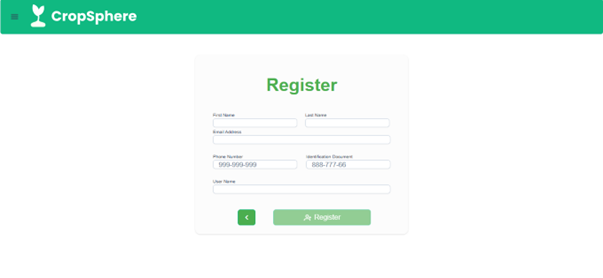 CropSphere
Register
First Name Last Name
Email Address
Phone Number Identification Document
999-999-999 888-777-66
User Name
Register